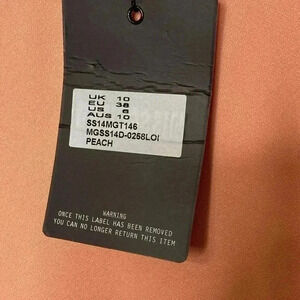 UK 10
EU 38
US 6
AUS 10
SS14MGT146
MGSS14D-0258LOI
PEACH
WARNING
ONCE THIS LABEL HAS BEEN REMOVED
YOU CAN NO LONGER RETURN THIS ITEM